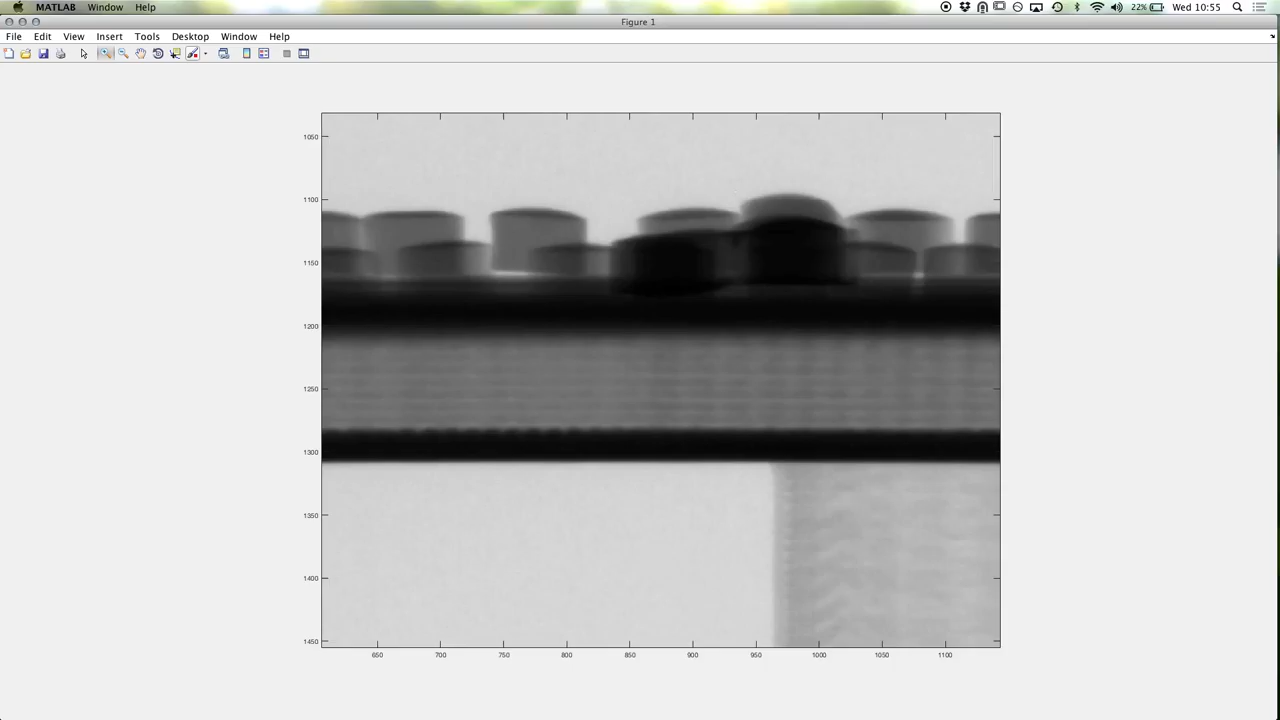 MATLAB Window Help 22% Wed 10:55
Figure 1
File Edit View Insert Tools Desktop Window Help
1050
1100
1150
1200
1250
1300
1350
1400
1450
650 700 750 800 850 900 950 1000 1050 1100